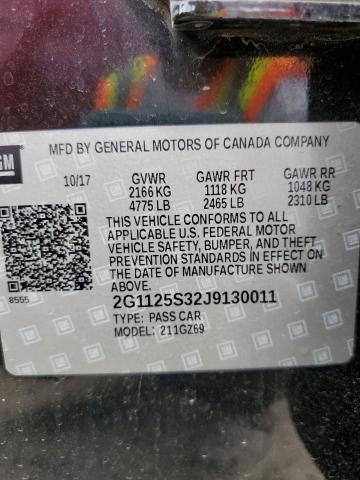 GM
MFD BY GENERAL MOTORS OF CANADA COMPANY
10/17 GVWR GAWR FRT GAWR RR
2166 KG 1118 KG 1048 KG
4775 LB 2465 LB 2310 LB
THIS VEHICLE CONFORMS TO ALL
APPLICABLE U.S. FEDERAL MOTOR
VEHICLE SAFETY, BUMPER, AND THEFT
PREVENTION STANDARDS IN EFFECT ON
THE DATE OF MANUFACTURE SHOWN
ABOVE.
8555
2G1125S32J9130011
TYPE: PASS CAR
MODEL: 211GZ69